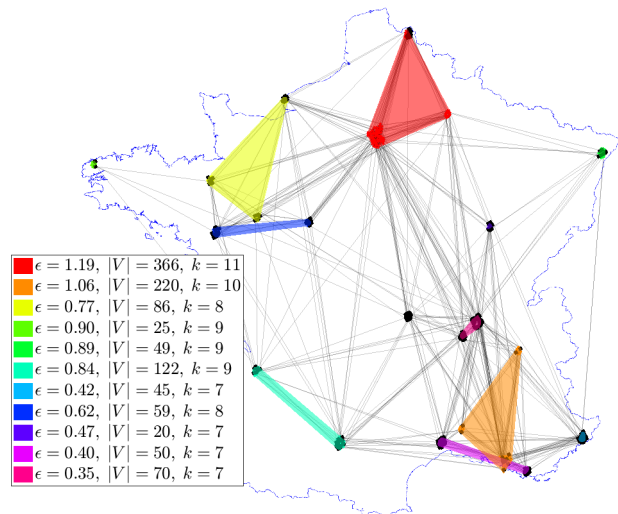 ϵ = 1.19, |V| = 366, k = 11
ϵ = 1.06, |V| = 220, k = 10
ϵ = 0.77, |V| = 86, k = 8
ϵ = 0.90, |V| = 25, k = 9
ϵ = 0.89, |V| = 49, k = 9
ϵ = 0.84, |V| = 122, k = 9
ϵ = 0.42, |V| = 45, k = 7
ϵ = 0.62, |V| = 59, k = 8
ϵ = 0.47, |V| = 20, k = 7
ϵ = 0.40, |V| = 50, k = 7
ϵ = 0.35, |V| = 70, k = 7